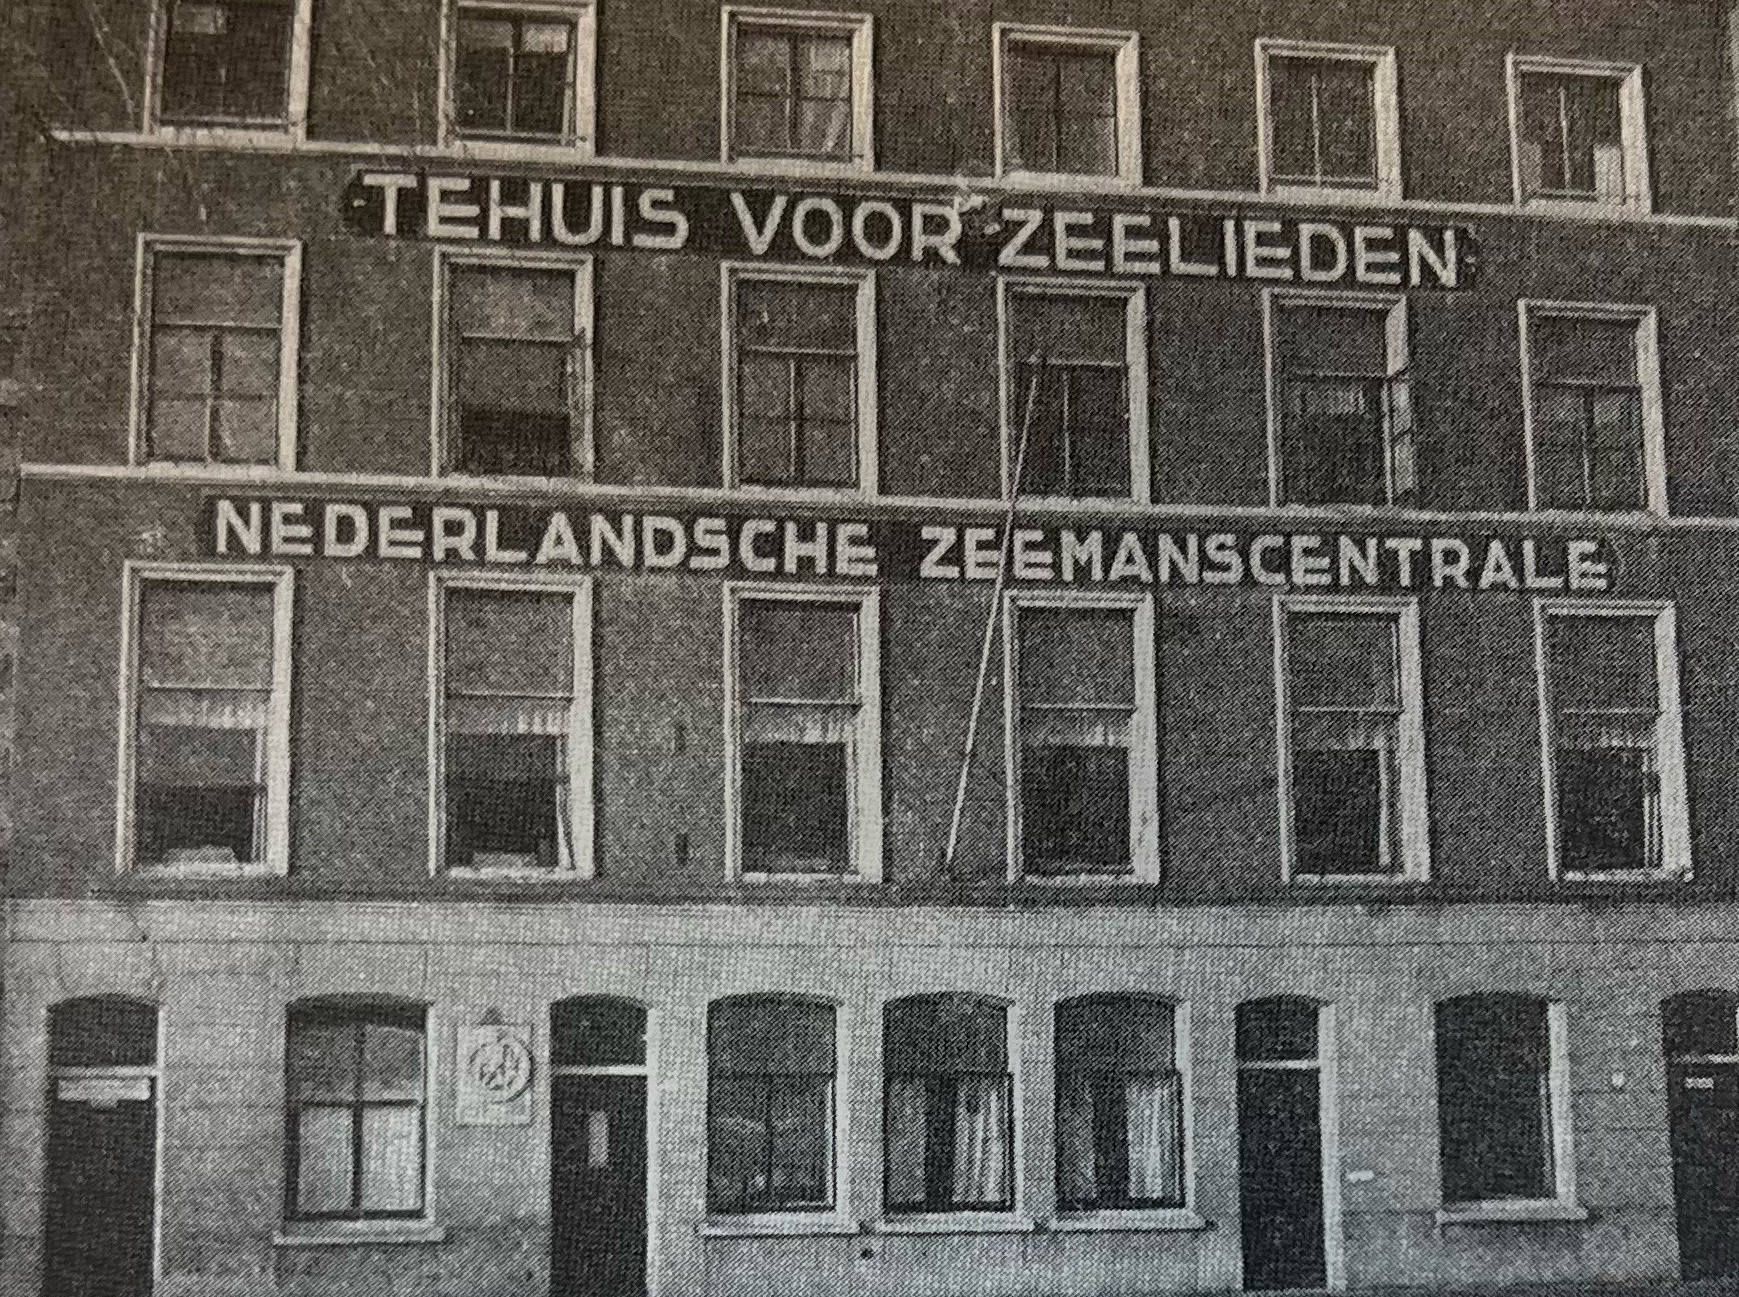 TEHUIS VOOR ZEELIEDEN
NEDERLANDSCHE ZEEMANSCENTRALE